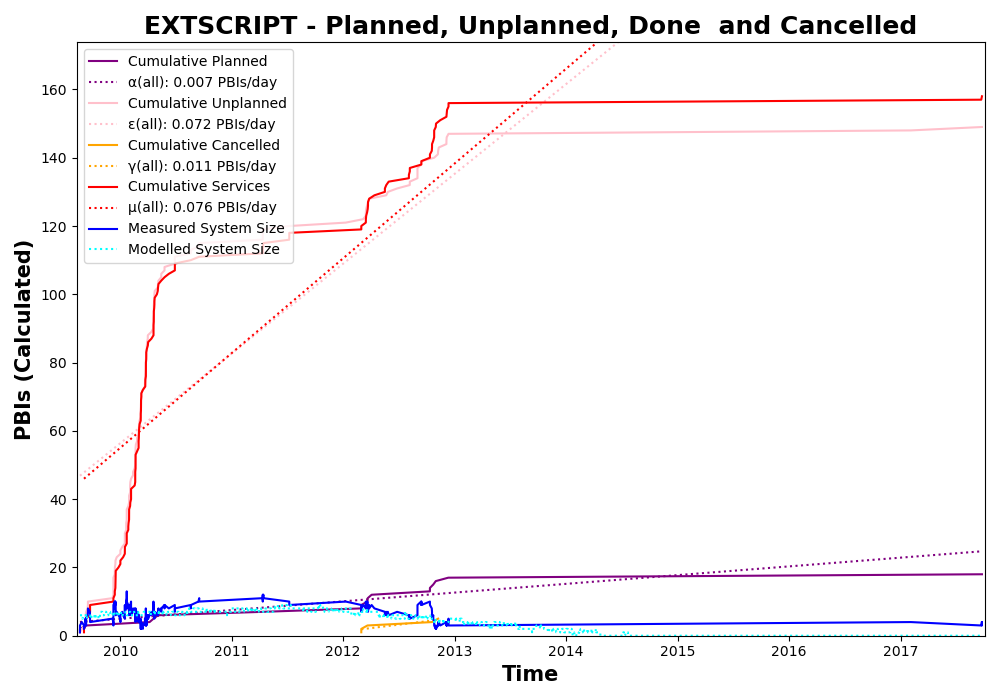 EXTSCRIPT - Planned, Unplanned, Done  and Cancelled
Cumulative Planned
α(all): 0.007 PBIs/day
Cumulative Unplanned
ε(all): 0.072 PBIs/day
Cumulative Cancelled
γ(all): 0.011 PBIs/day
Cumulative Services
μ(all): 0.076 PBIs/day
Measured System Size
Modelled System Size
PBIs (Calculated)
160
140
120
100
80
60
40
20
0
2010 2011 2012 2013 2014 2015 2016 2017
Time